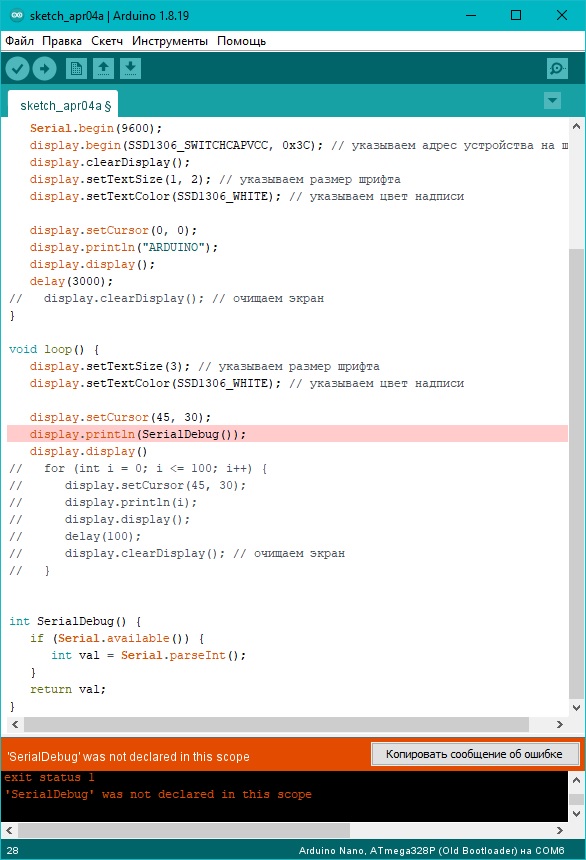 sketch_apr04a | Arduino 1.8.19
Файл Правка Скетч Инструменты Помощь
sketch_apr04a §
Serial.begin(9600);
display.begin(SSD1306_SWITCHCAPVCC, 0x3C); // указываем адрес устройства на ш
display.clearDisplay();
display.setTextSize(1, 2); // указываем размер шрифта
display.setTextColor(SSD1306_WHITE); // указываем цвет надписи
display.setCursor(0, 0);
display.println("ARDUINO");
display.display();
delay(3000);
// display.clearDisplay(); // очищаем экран
}
void loop() {
display.setTextSize(3); // указываем размер шрифта
display.setTextColor(SSD1306_WHITE); // указываем цвет надписи
display.setCursor(45, 30);
display.println(SerialDebug());
display.display()
// for (int i = 0; i <= 100; i++) {
// display.setCursor(45, 30);
// display.println(i);
// display.display();
// delay(100);
// display.clearDisplay(); // очищаем экран
// }
int SerialDebug() {
if (Serial.available()) {
int val = Serial.parseInt();
}
return val;
}
'SerialDebug' was not declared in this scope
Копировать сообщение об ошибке
exit status 1
'SerialDebug' was not declared in this scope
28 Arduino Nano, ATmega328P (Old Bootloader) на COM6